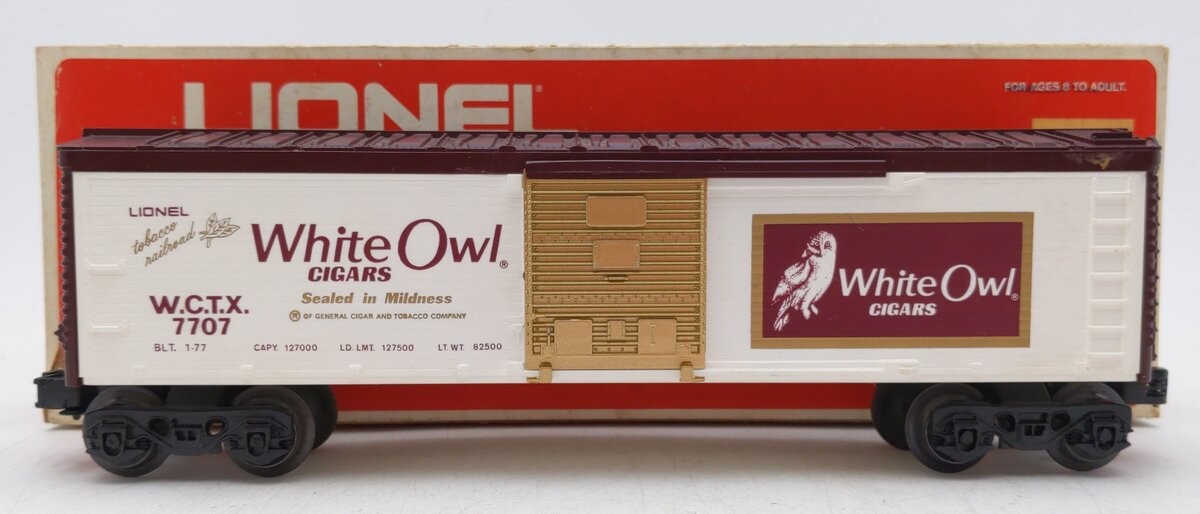 LIONEL®
FOR AGES 8 TO ADULT.
LIONEL
tobacco
railroad
White Owl®
CIGARS
Sealed in Mildness
® OF GENERAL CIGAR AND TOBACCO COMPANY
W.C.T.X.
7707
BLT. 1-77 CAPY. 127000 LD. LMT. 127500 LT. WT. 82500
White Owl®
CIGARS